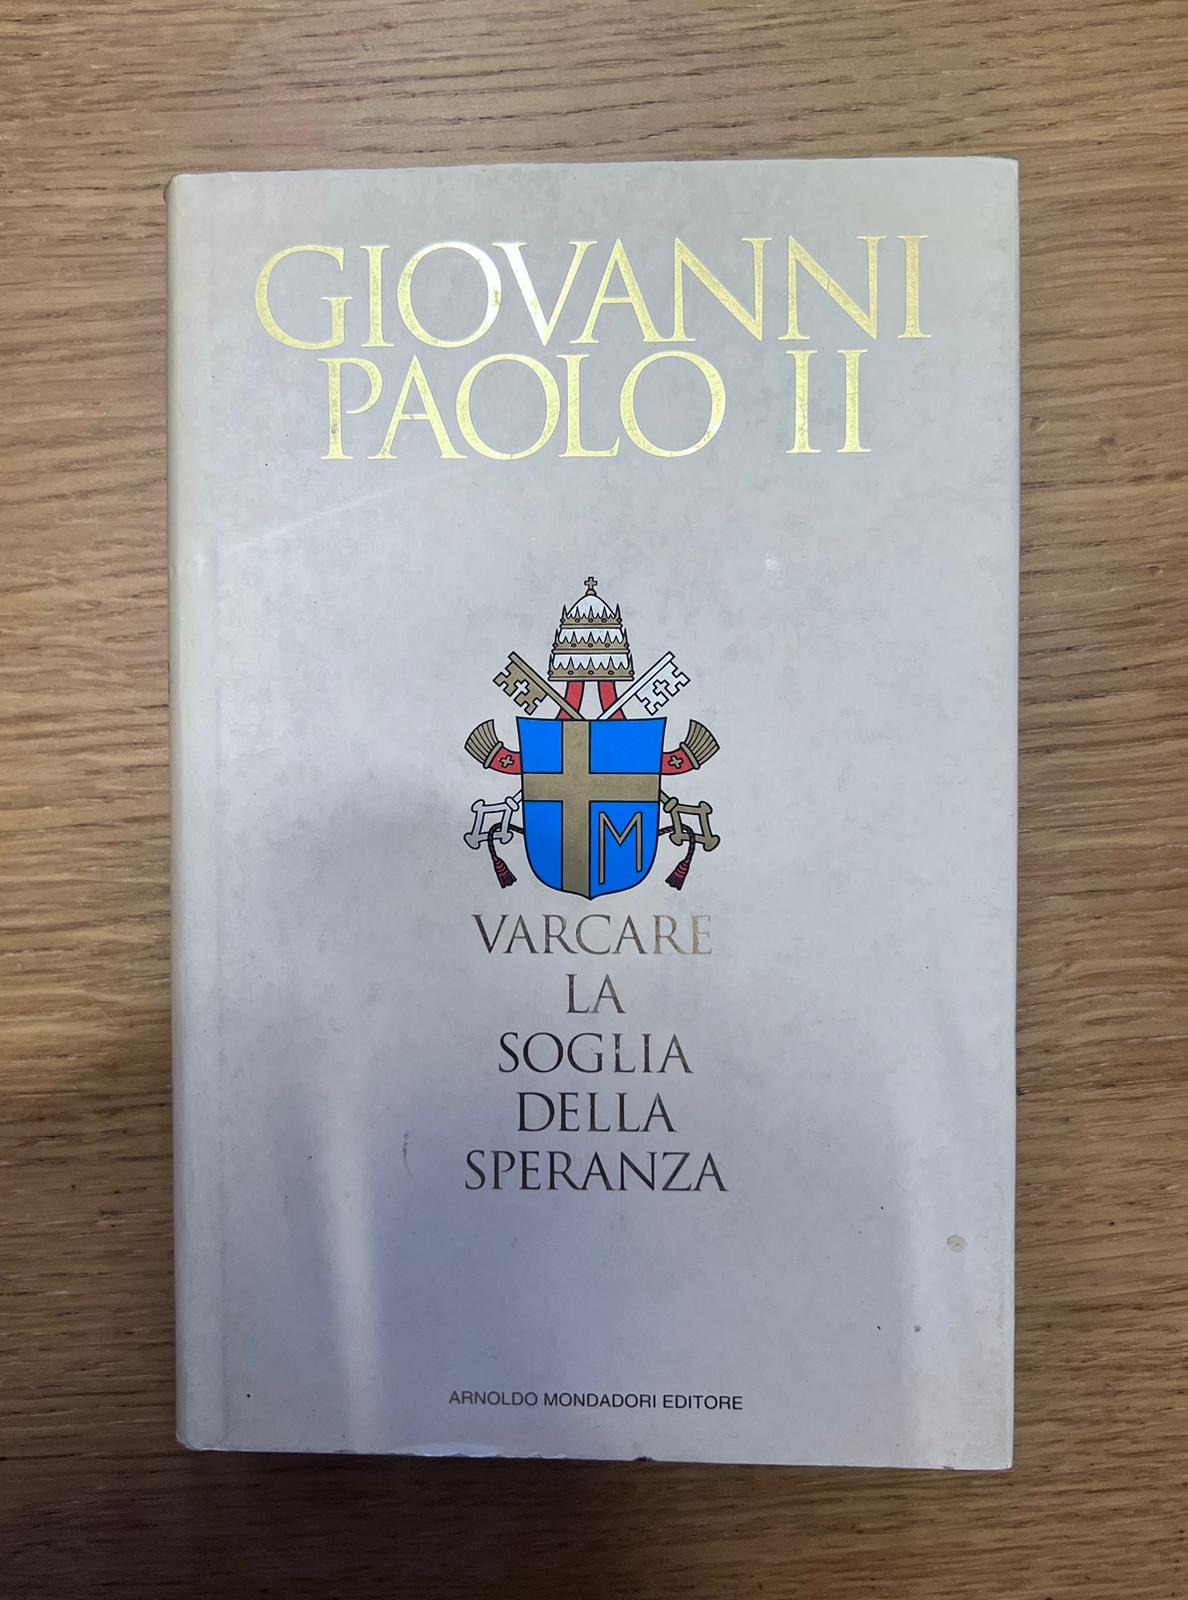 GIOVANNI
PAOLO II
M
VARCARE
LA
SOGLIA
DELLA
SPERANZA
ARNOLDO MONDADORI EDITORE